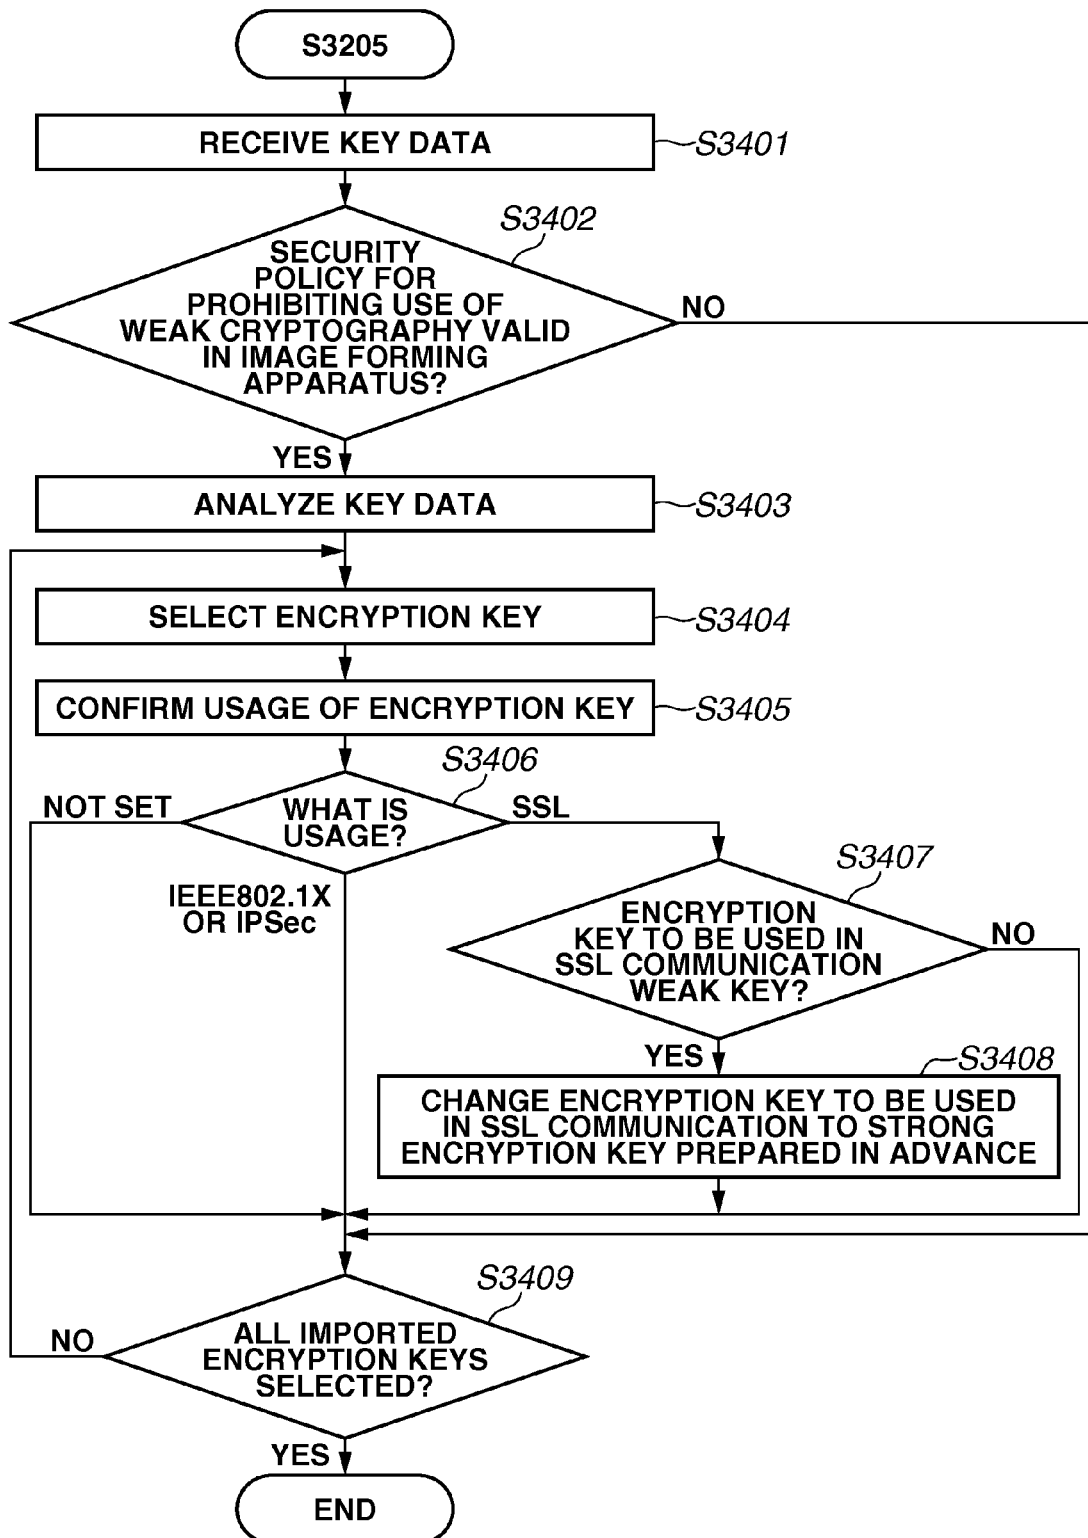 S3205
RECEIVE KEY DATA
S3401
S3402
SECURITY
POLICY FOR
PROHIBITING USE OF
WEAK CRYPTOGRAPHY VALID
IN IMAGE FORMING
APPARATUS?
NO
YES
ANALYZE KEY DATA
S3403
SELECT ENCRYPTION KEY
S3404
CONFIRM USAGE OF ENCRYPTION KEY
S3405
S3406
NOT SET
WHAT IS
USAGE?
SSL
IEEE802.1X
OR IPSec
S3407
ENCRYPTION
KEY TO BE USED IN
SSL COMMUNICATION
WEAK KEY?
NO
YES
S3408
CHANGE ENCRYPTION KEY TO BE USED
IN SSL COMMUNICATION TO STRONG
ENCRYPTION KEY PREPARED IN ADVANCE
S3409
NO
ALL IMPORTED
ENCRYPTION KEYS
SELECTED?
YES
END